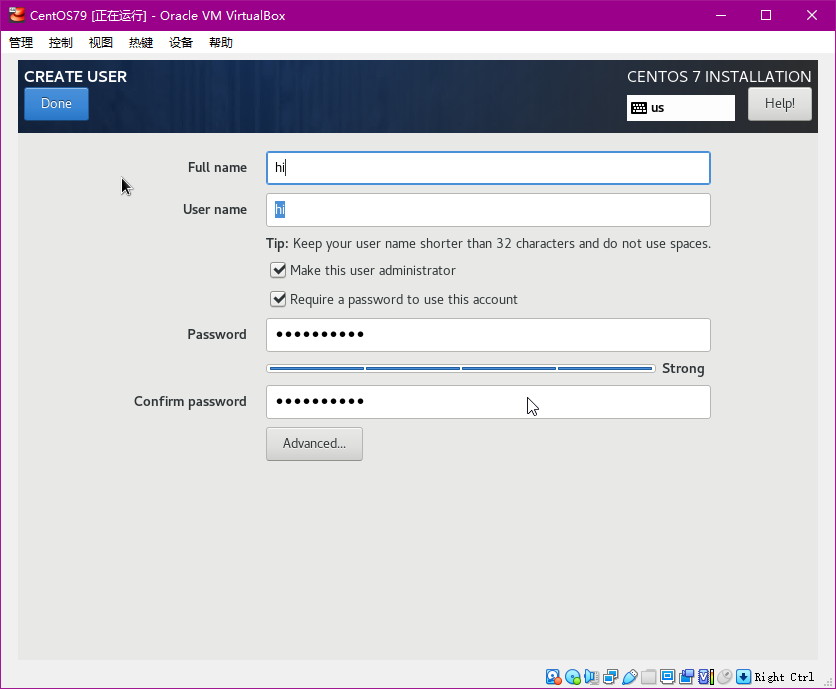 CentOS79 [正在运行] - Oracle VM VirtualBox
管理 控制 视图 热键 设备 帮助
CREATE USER
CENTOS 7 INSTALLATION
Done
us
Help!
Full name
hi
User name
hi
Tip: Keep your user name shorter than 32 characters and do not use spaces.
Make this user administrator
Require a password to use this account
Password
●●●●●●●●●●
Strong
Confirm password
●●●●●●●●●●
Advanced...
Right Ctrl